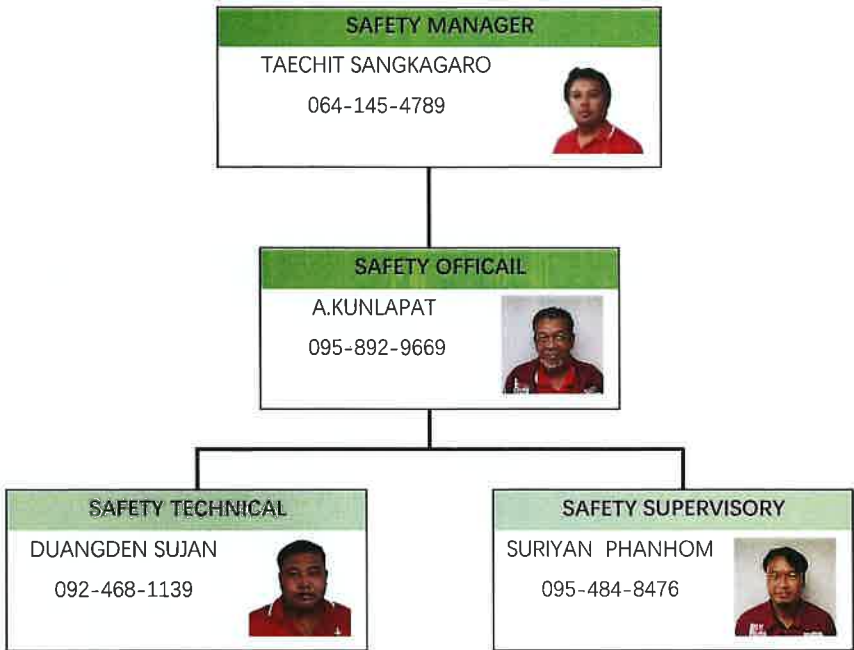 SAFETY MANAGER
TAECHIT SANGKAGARO
064-145-4789
SAFETY OFFICAIL
A.KUNLAPAT
095-892-9669
SAFETY TECHNICAL
DUANGDEN SUJAN
092-468-1139
SAFETY SUPERVISORY
SURIYAN PHANHOM
095-484-8476